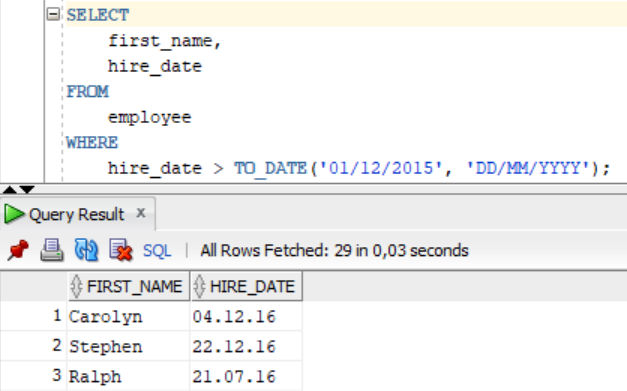 SELECT
first_name,
hire_date
FROM
employee
WHERE
hire_date > TO_DATE('01/12/2015', 'DD/MM/YYYY');
Query Result x
SQL | All Rows Fetched: 29 in 0,03 seconds
FIRST_NAME HIRE_DATE
1 Carolyn 04.12.16
2 Stephen 22.12.16
3 Ralph 21.07.16